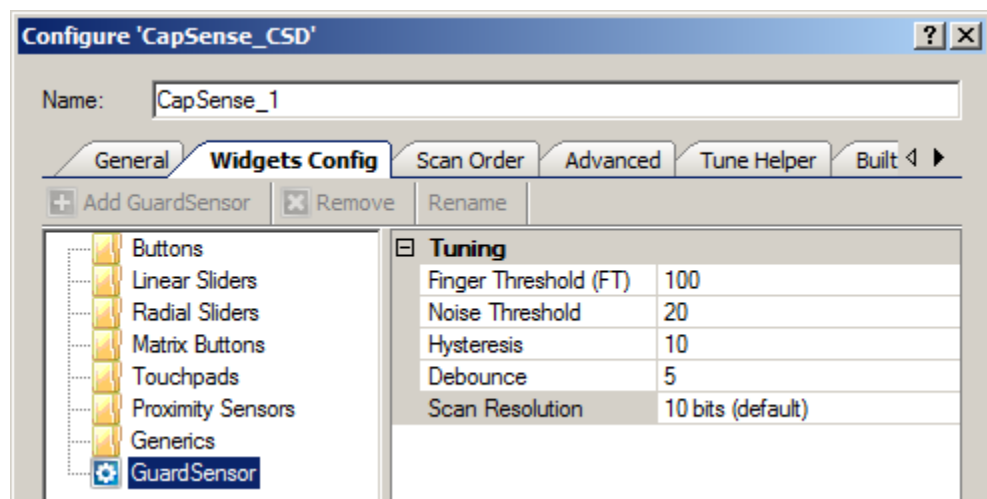 Configure 'CapSense_CSD'
Name: CapSense_1
General Widgets Config Scan Order Advanced Tune Helper Built
Add GuardSensor Remove Rename
Buttons
Linear Sliders
Radial Sliders
Matrix Buttons
Touchpads
Proximity Sensors
Generics
GuardSensor
Tuning
Finger Threshold (FT) 100
Noise Threshold 20
Hysteresis 10
Debounce 5
Scan Resolution 10 bits (default)